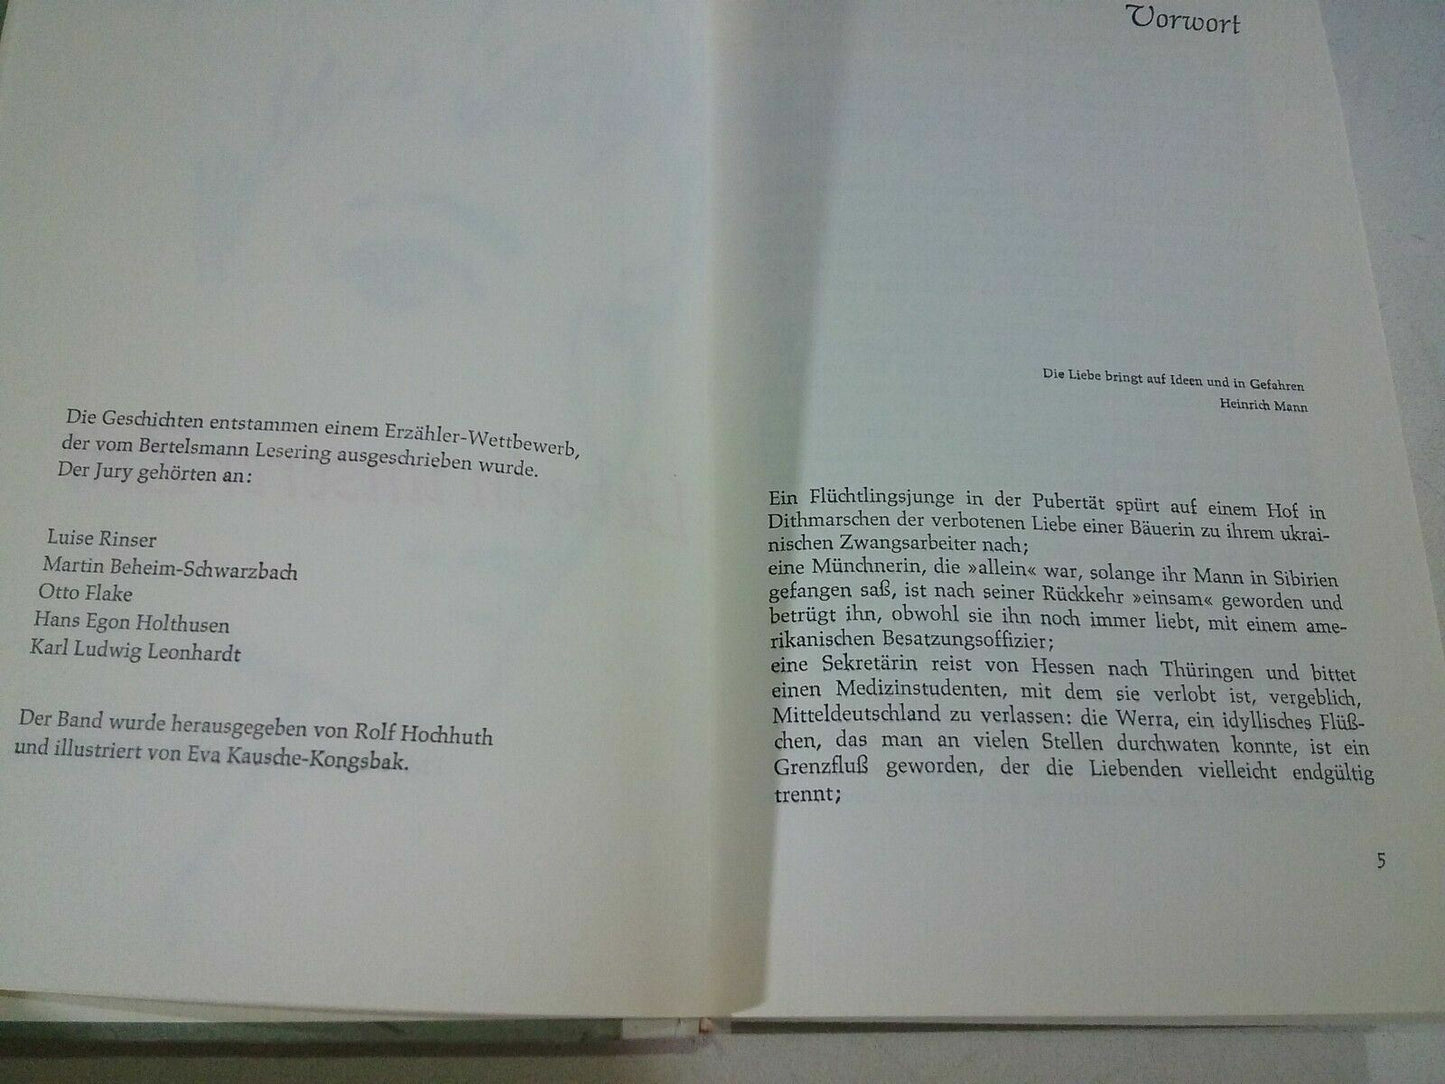 Die Geschichten entstammen einem Erzähler-Wettbewerb,
der vom Bertelsmann Lesering ausgeschrieben wurde.
Der Jury gehörten an:
Luise Rinser
Martin Beheim-Schwarzbach
Otto Flake
Hans Egon Holthusen
Karl Ludwig Leonhardt
Der Band wurde herausgegeben von Rolf Hochhuth
und illustriert von Eva Kausche-Kongsbak.
Vorwort
Die Liebe bringt auf Ideen und in Gefahren
Heinrich Mann
Ein Flüchtlingsjunge in der Pubertät spürt auf einem Hof in
Dithmarschen der verbotenen Liebe einer Bäuerin zu ihrem ukrai-
nischen Zwangsarbeiter nach;
eine Münchnerin, die »allein« war, solange ihr Mann in Sibirien
gefangen saß, ist nach seiner Rückkehr »einsam« geworden und
betrügt ihn, obwohl sie ihn noch immer liebt, mit einem ame-
rikanischen Besatzungsoffizier;
eine Sekretärin reist von Hessen nach Thüringen und bittet
einen Medizinstudenten, mit dem sie verlobt ist, vergeblich,
Mitteldeutschland zu verlassen: die Werra, ein idyllisches Flüß-
chen, das man an vielen Stellen durchwaten konnte, ist ein
Grenzfluß geworden, der die Liebenden vielleicht endgültig
trennt;
5